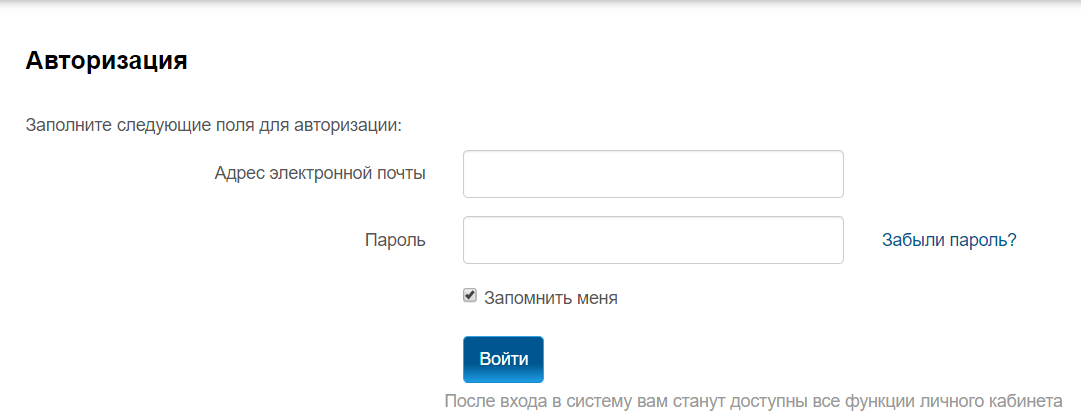 Авторизация
Заполните следующие поля для авторизации:
Адрес электронной почты
Пароль
Забыли пароль?
Запомнить меня
Войти
После входа в систему вам станут доступны все функции личного кабинета